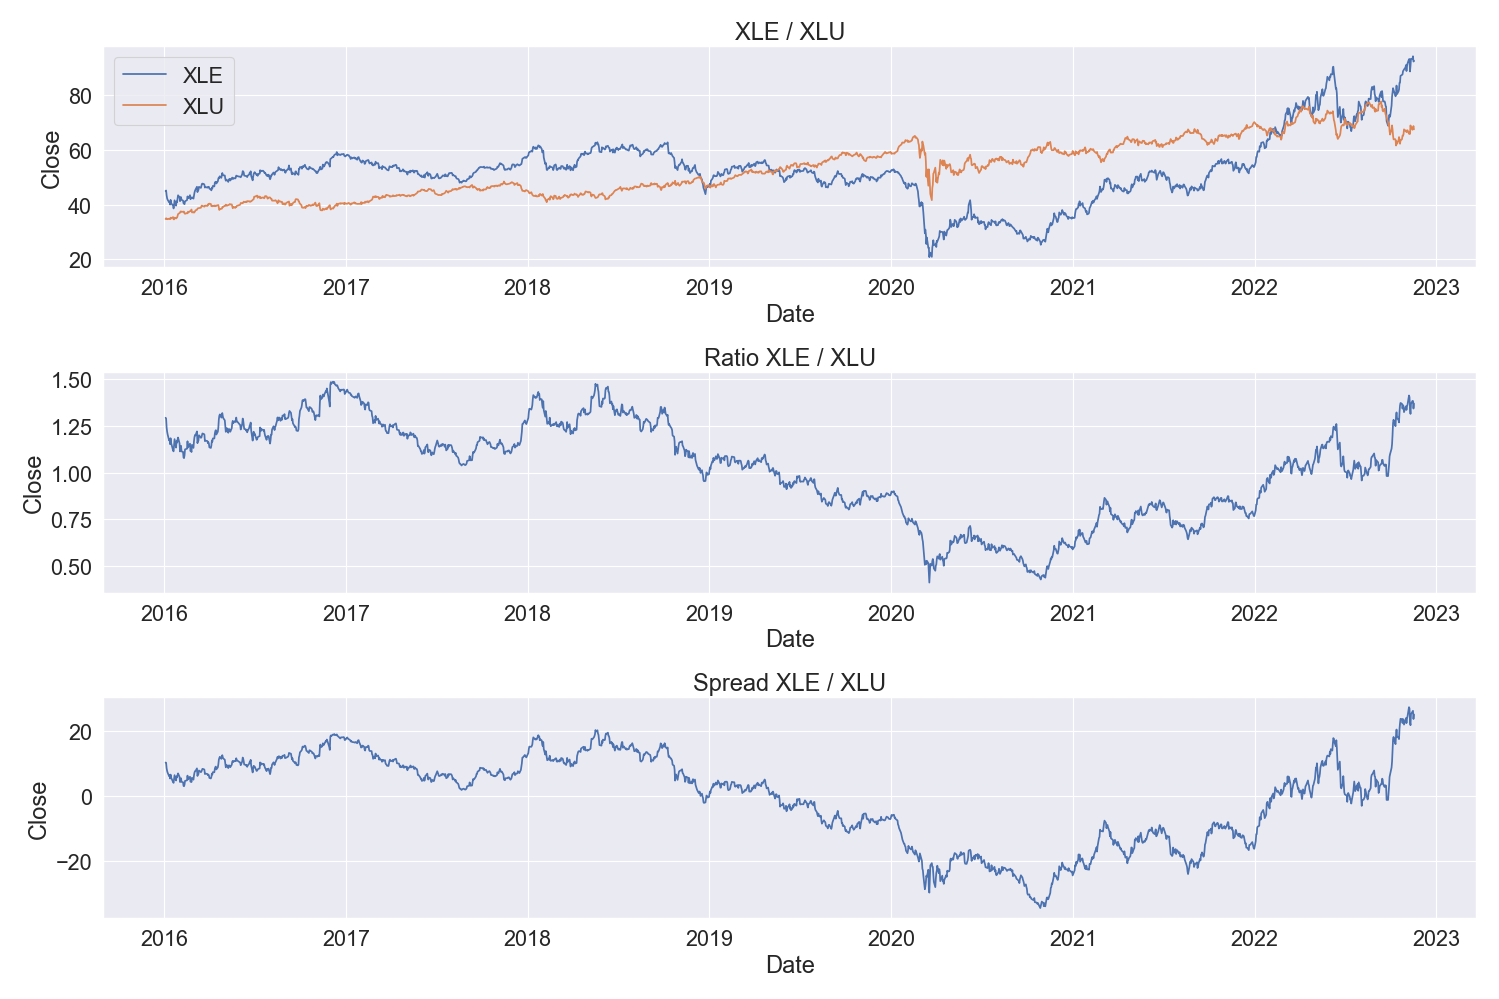 XLE / XLU
XLE
XLU
Close
80
60
40
20
2016 2017 2018 2019 2020 2021 2022 2023
Date
Ratio XLE / XLU
Close
1.50
1.25
1.00
0.75
0.50
2016 2017 2018 2019 2020 2021 2022 2023
Date
Spread XLE / XLU
Close
20
0
−20
2016 2017 2018 2019 2020 2021 2022 2023
Date